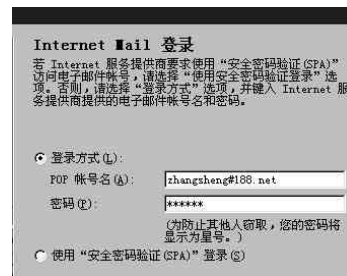 Internet Mail 登录
若 Internet 服务提供商要求使用“安全密码验证(SPA)”
访问电子邮件帐号，请选择“使用安全密码验证登录”选
项。否则，请选择“登录方式”选项，并键入 Internet 服
务提供商提供的电子邮件帐号名和密码。
登录方式(L):
POP 帐号名(A): zhangsheng#188.net
密码(P): ******
(为防止其他人窃取，您的密码将
显示为星号。)
使用“安全密码验证(SPA)”登录(S)